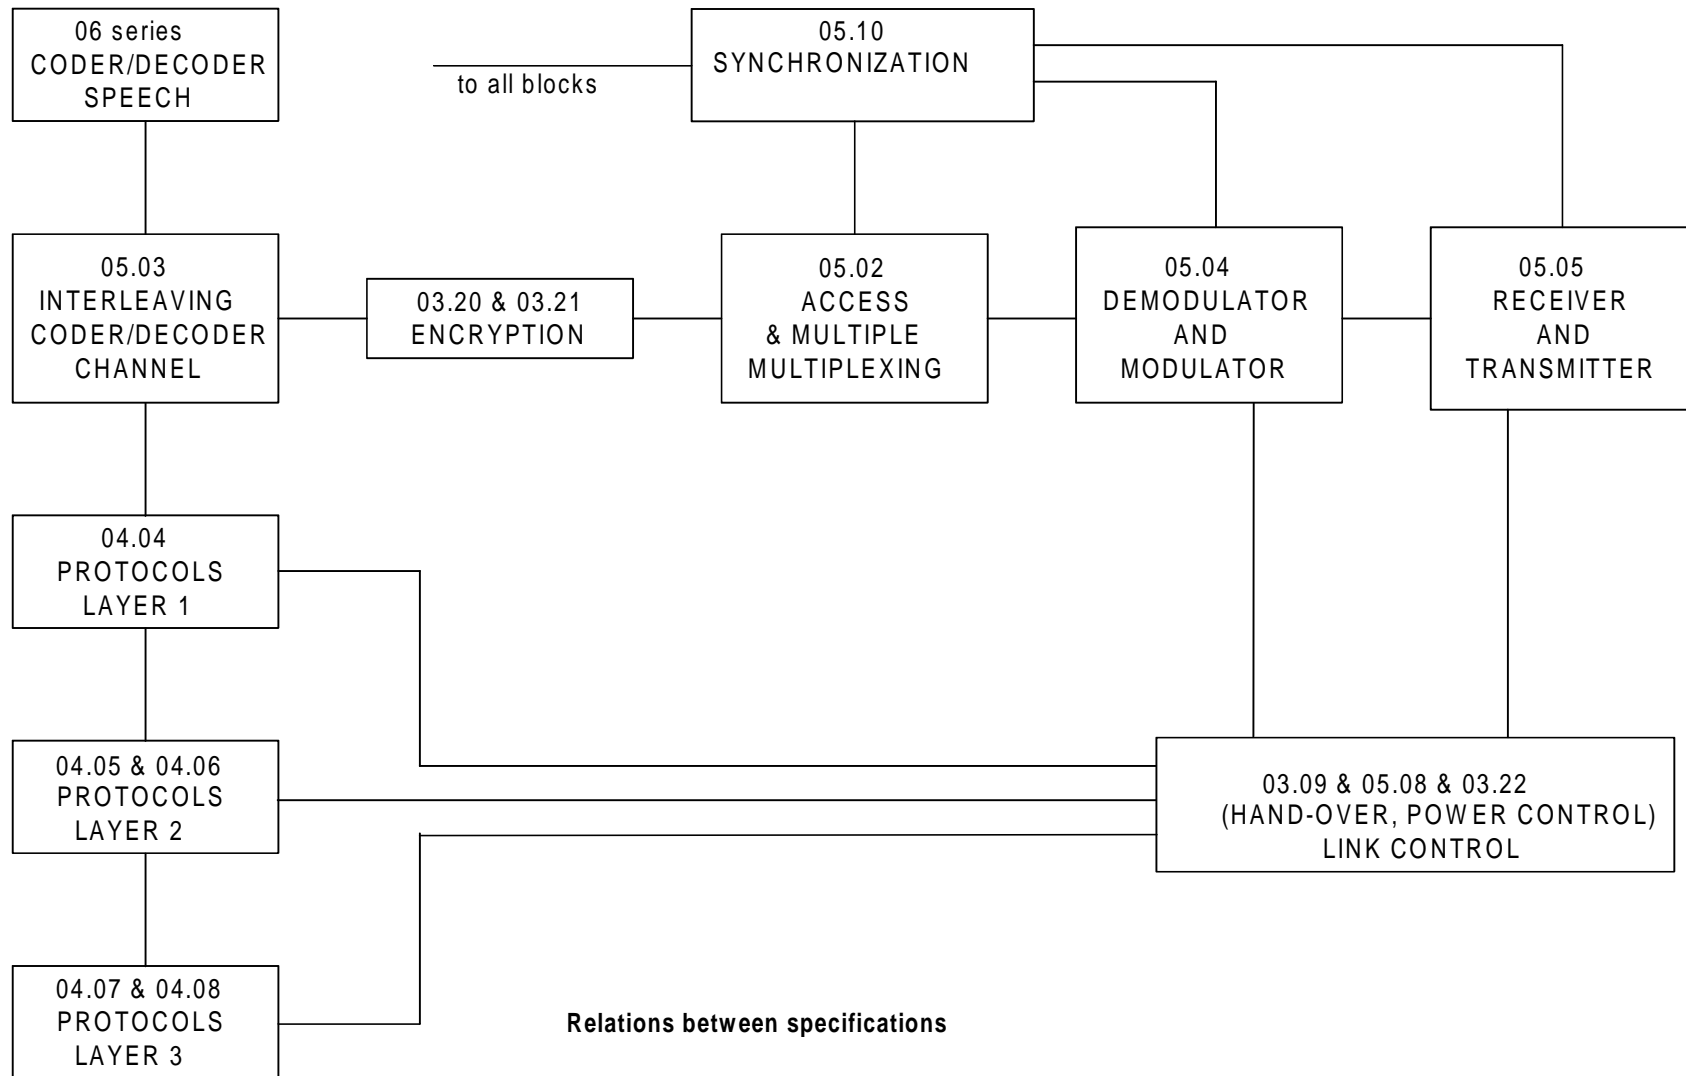 06 series
CODER/DECODER
SPEECH
to all blocks
05.10
SYNCHRONIZATION
05.03
INTERLEAVING
CODER/DECODER
CHANNEL
03.20 & 03.21
ENCRYPTION
05.02
ACCESS
& MULTIPLE
MULTIPLEXING
05.04
DEMODULATOR
AND
MODULATOR
05.05
RECEIVER
AND
TRANSMITTER
04.04
PROTOCOLS
LAYER 1
04.05 & 04.06
PROTOCOLS
LAYER 2
03.09 & 05.08 & 03.22
(HAND-OVER, POWER CONTROL)
LINK CONTROL
04.07 & 04.08
PROTOCOLS
LAYER 3
Relations between specifications